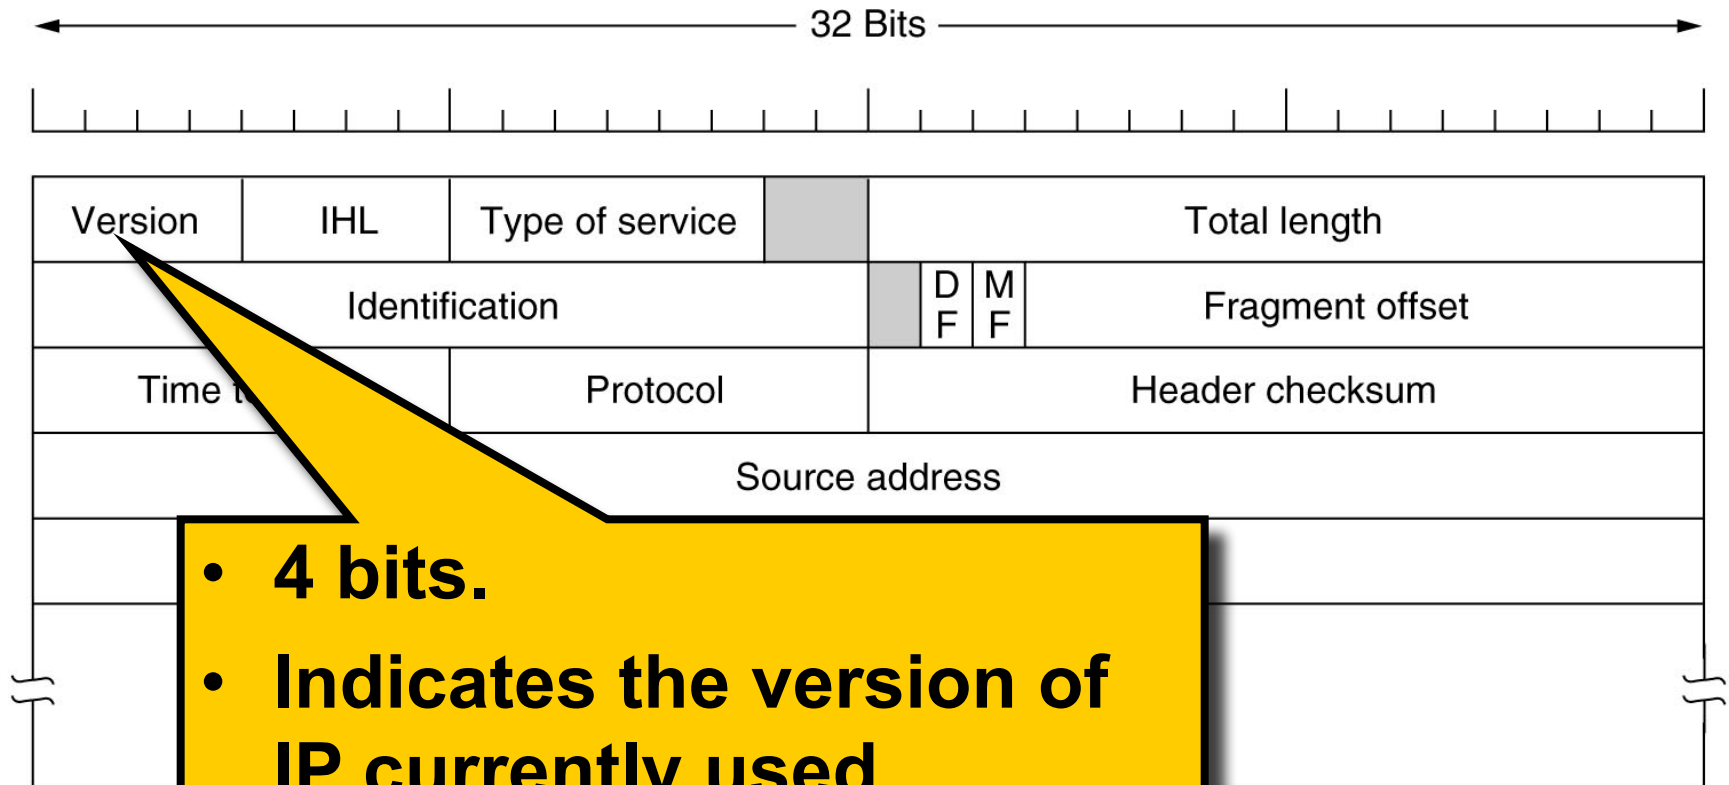 32 Bits
Version IHL Type of service Total length
Identification D F M F Fragment offset
Time Protocol Header checksum
Source address
• 4 bits.
• Indicates the version of
IP currently used